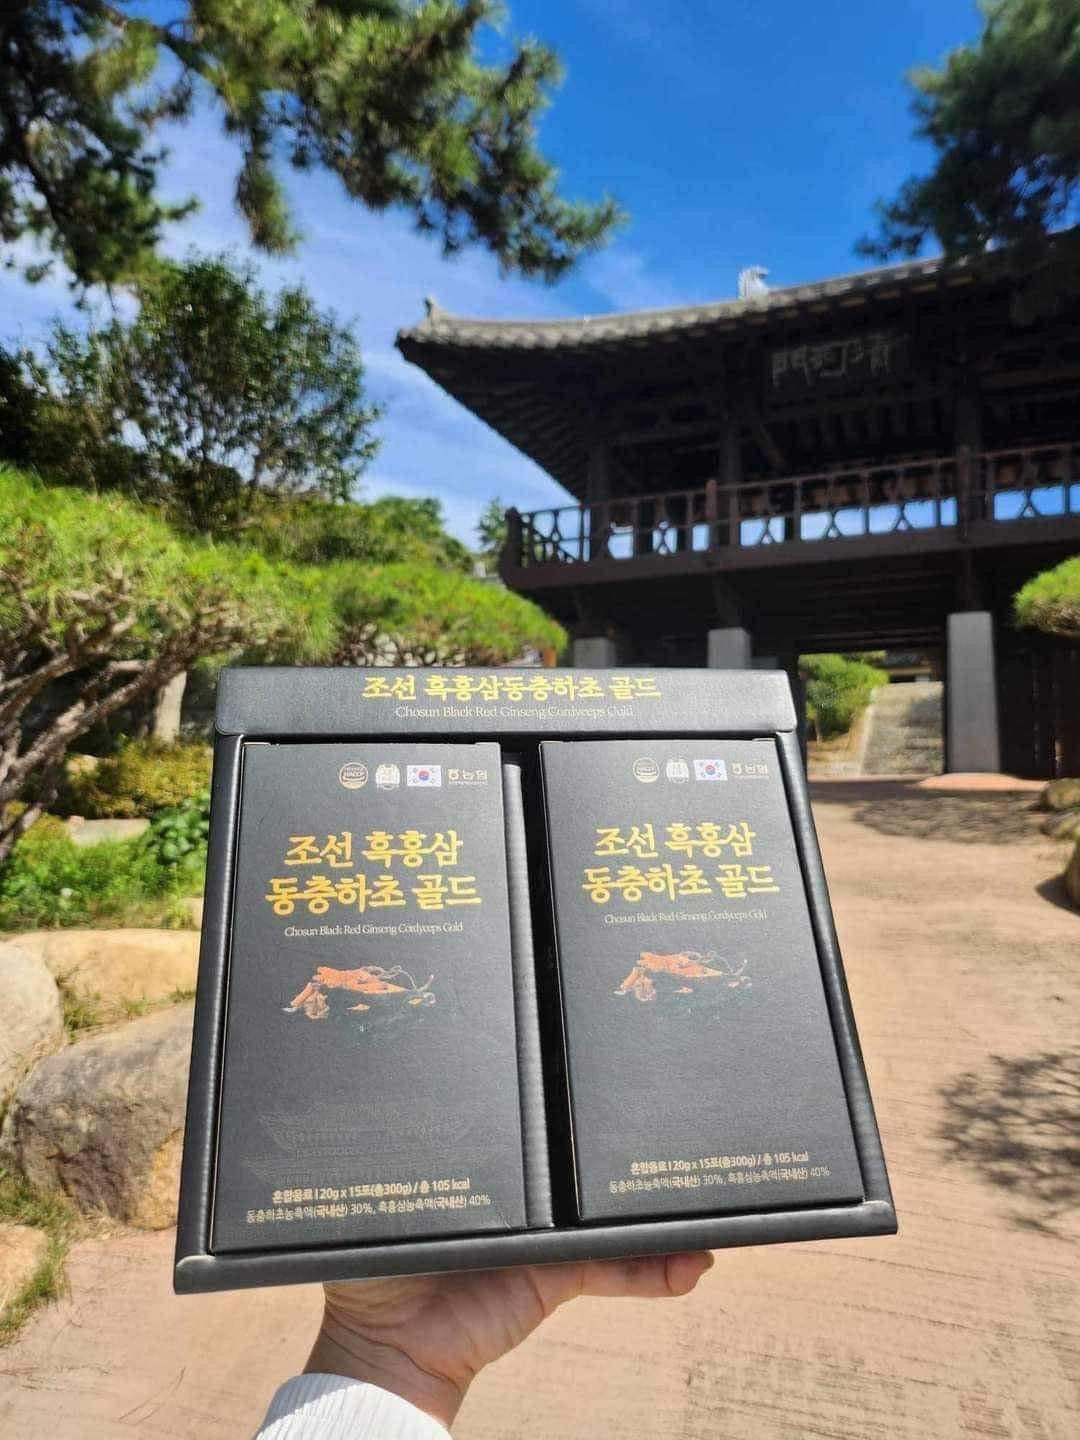 조선 흑홍삼동충하초 골드
Chosun Black Red Ginseng Cordyceps Gold
HACCP
농협
조선 흑홍삼
동충하초 골드
Chosun Black Red Ginseng Cordyceps Gold
혼합음료 | 20g x 15포(총300g) / 총 105 kcal
동충하초농축액(국내산) 30%, 흑홍삼농축액(국내산) 40%
HACCP
농협
조선 흑홍삼
동충하초 골드
Chosun Black Red Ginseng Cordyceps Gold
혼합음료 | 20g x 15포(총300g) / 총 105 kcal
동충하초농축액(국내산) 30%, 흑홍삼농축액(국내산) 40%